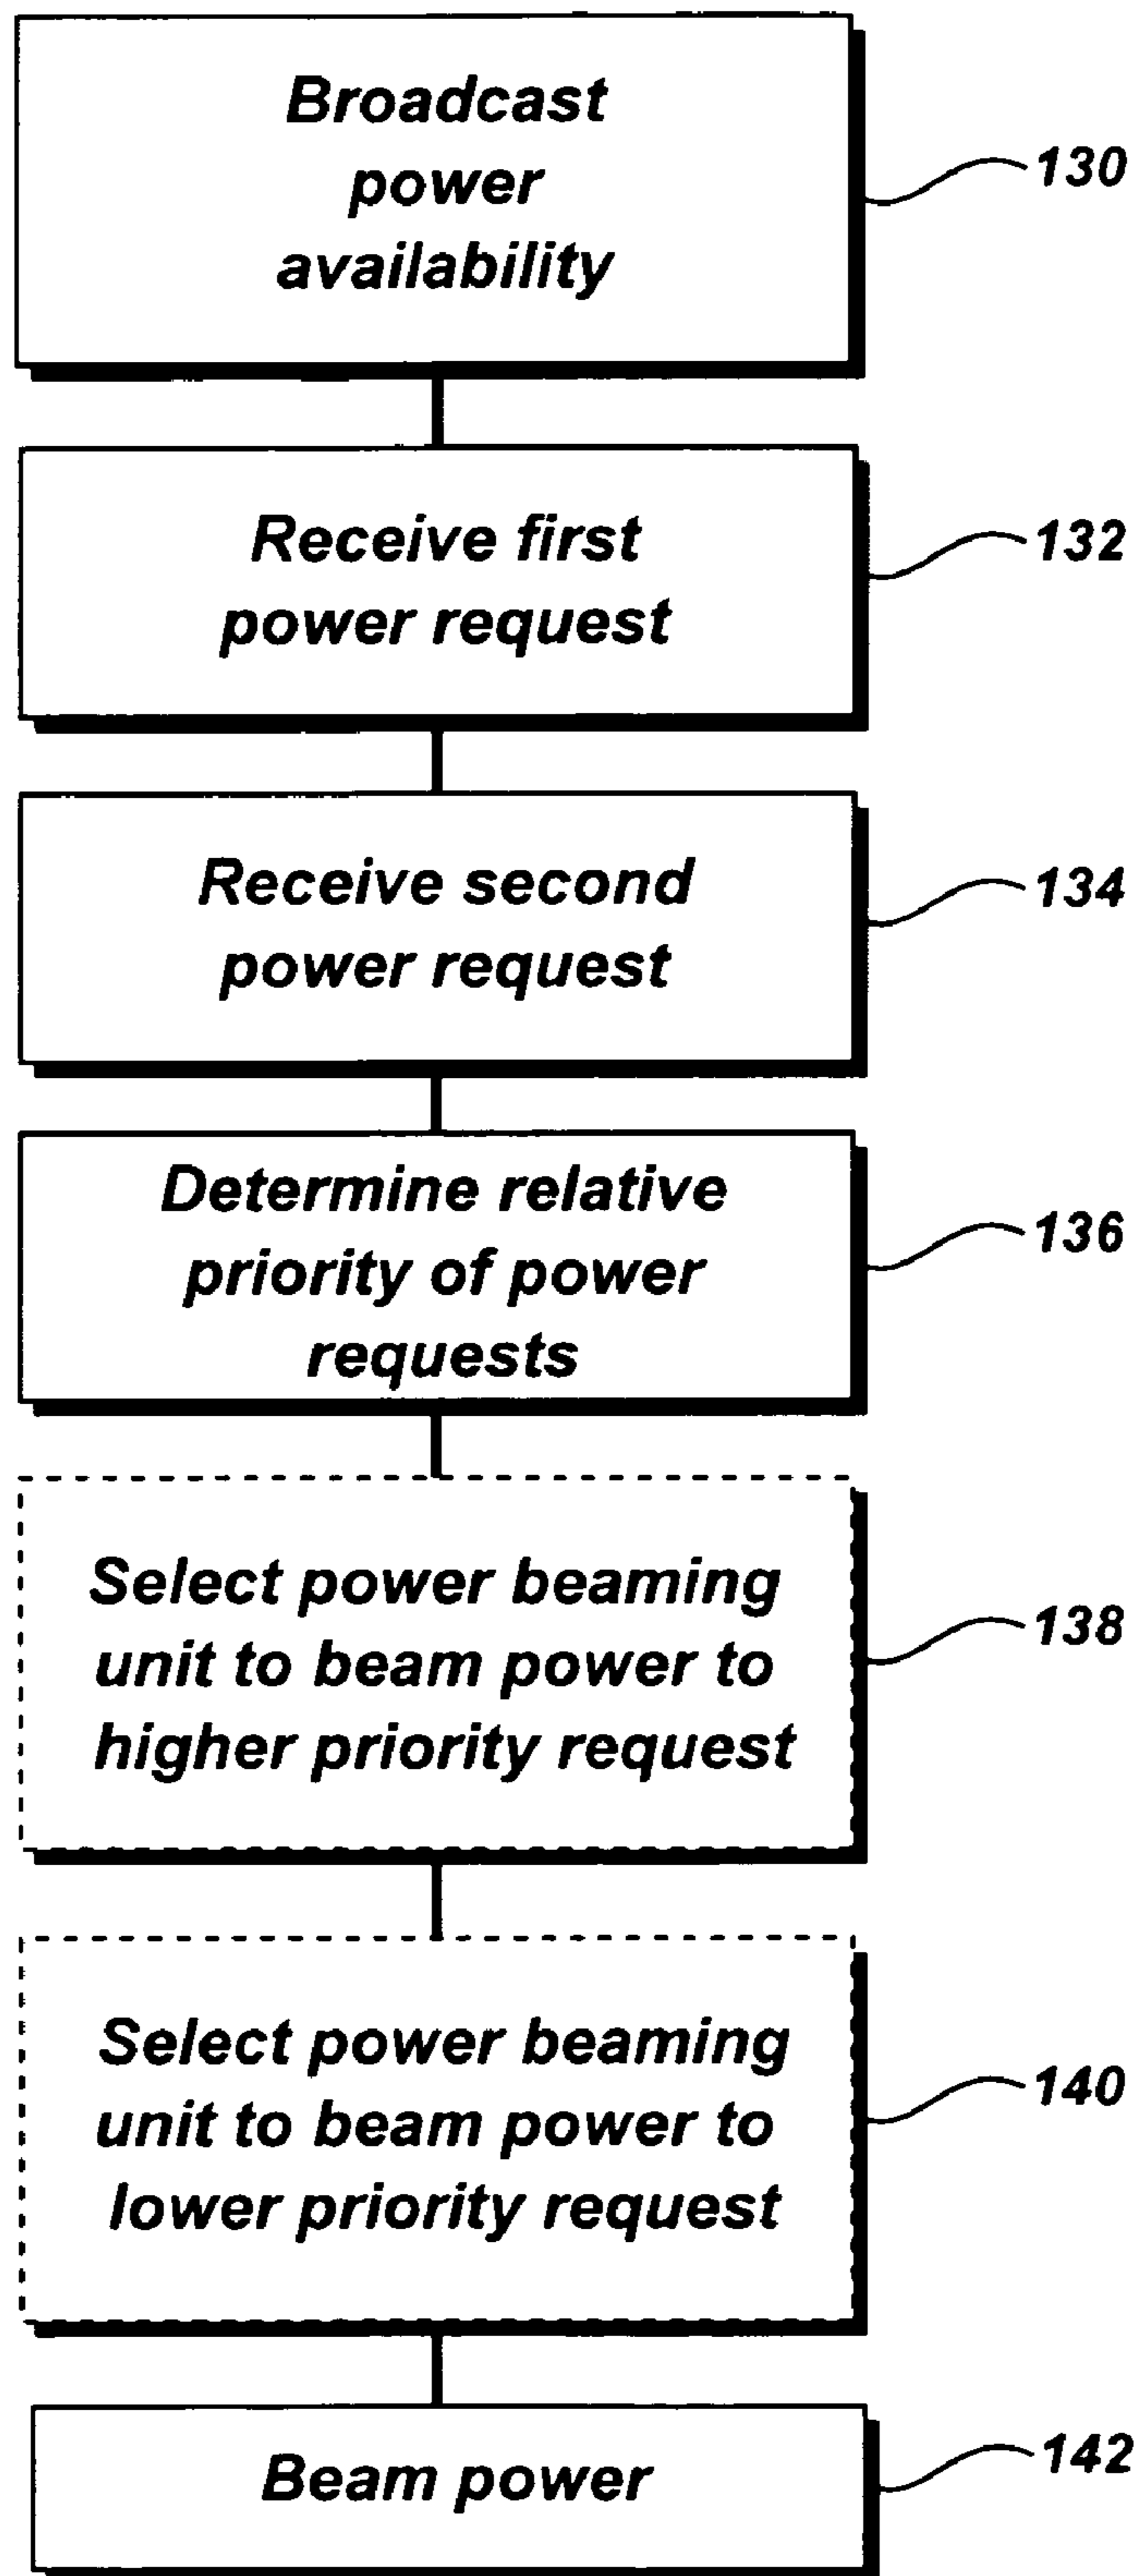 Broadcast
power
availability
130
Receive first
power request
132
Receive second
power request
134
Determine relative
priority of power
requests
136
Select power beaming
unit to beam power to
higher priority request
138
Select power beaming
unit to beam power to
lower priority request
140
Beam power
142